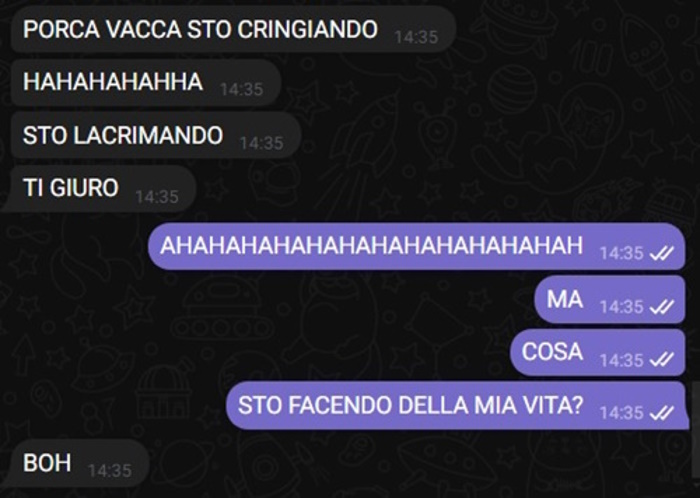 PORCA VACCA STO CRINGIANDO 14:35
HAHAHAHAHHA 14:35
STO LACRIMANDO 14:35
TI GIURO 14:35
AHAHAHAHAHAHAHAHAHAHAHAHAHAH 14:35
MA 14:35
COSA 14:35
STO FACENDO DELLA MIA VITA? 14:35
BOH 14:35